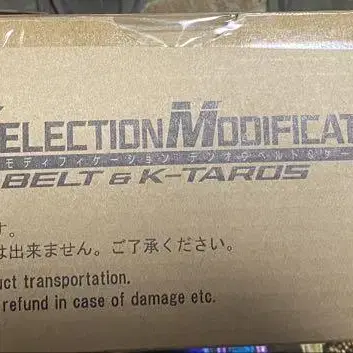 SELECTION MODIFICAT
モディフィケーション デンオウベルト&ケ
BELT & K-TAROS
す。
は出来ません。ご了承ください。
uct transportation.
refund in case of damage etc.